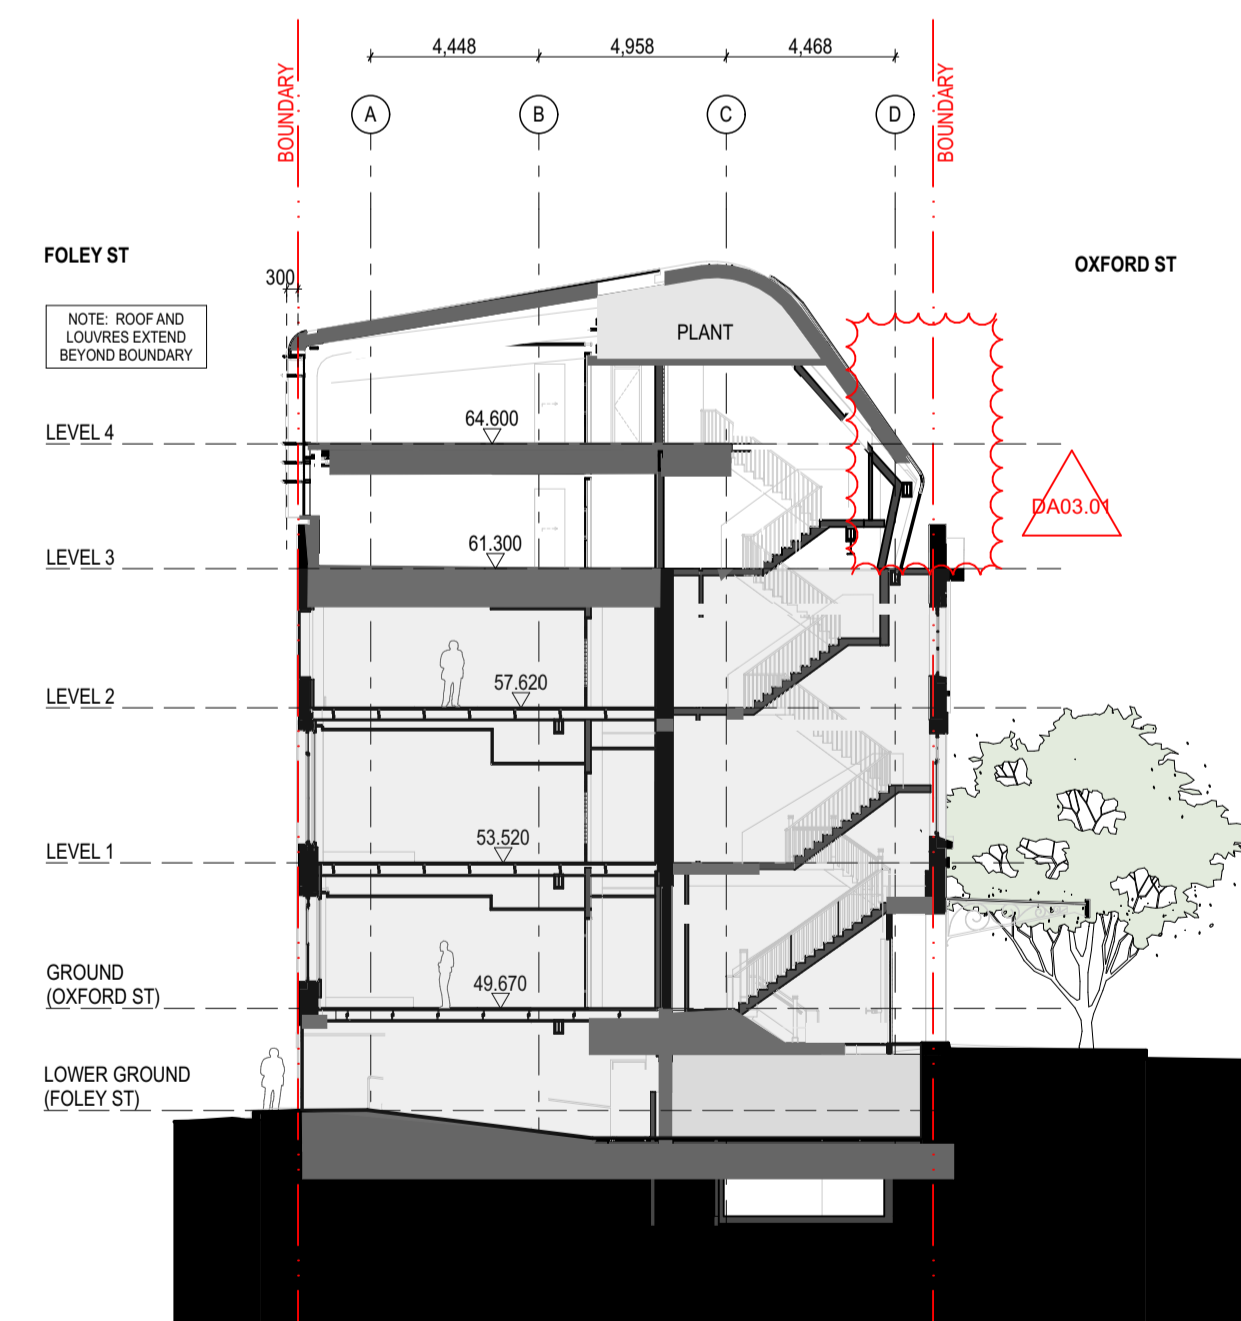 4,448
4,958
4,468
BOUNDARY
BOUNDARY
A
B
C
D
FOLEY ST
OXFORD ST
300
NOTE: ROOF AND
LOUVRES EXTEND
BEYOND BOUNDARY
PLANT
LEVEL 4
64.600
DA03.01
LEVEL 3
61.300
LEVEL 2
57.620
LEVEL 1
53.520
GROUND
(OXFORD ST)
49.670
LOWER GROUND
(FOLEY ST)